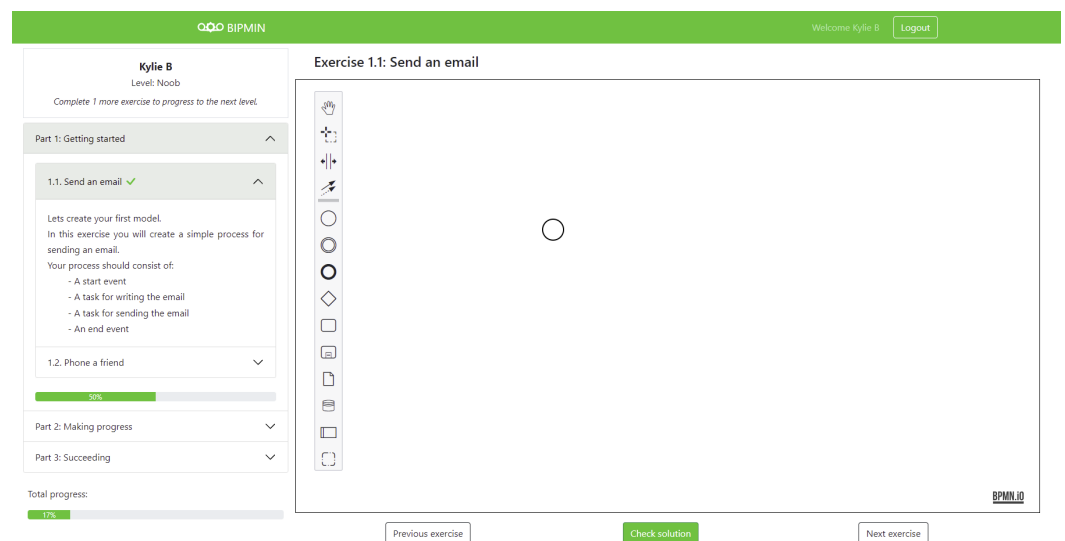 BIPMIN
Welcome Kylie B
Logout
Kylie B
Level: Noob
Complete 1 more exercise to progress to the next level.
Part 1: Getting started
1.1. Send an email
Lets create your first model.
In this exercise you will create a simple process for
sending an email.
Your process should consist of:
- A start event
- A task for writing the email
- A task for sending the email
- An end event
1.2. Phone a friend
50%
Part 2: Making progress
Part 3: Succeeding
Total progress:
17%
Exercise 1.1: Send an email
BPMN.iO
Previous exercise
Check solution
Next exercise